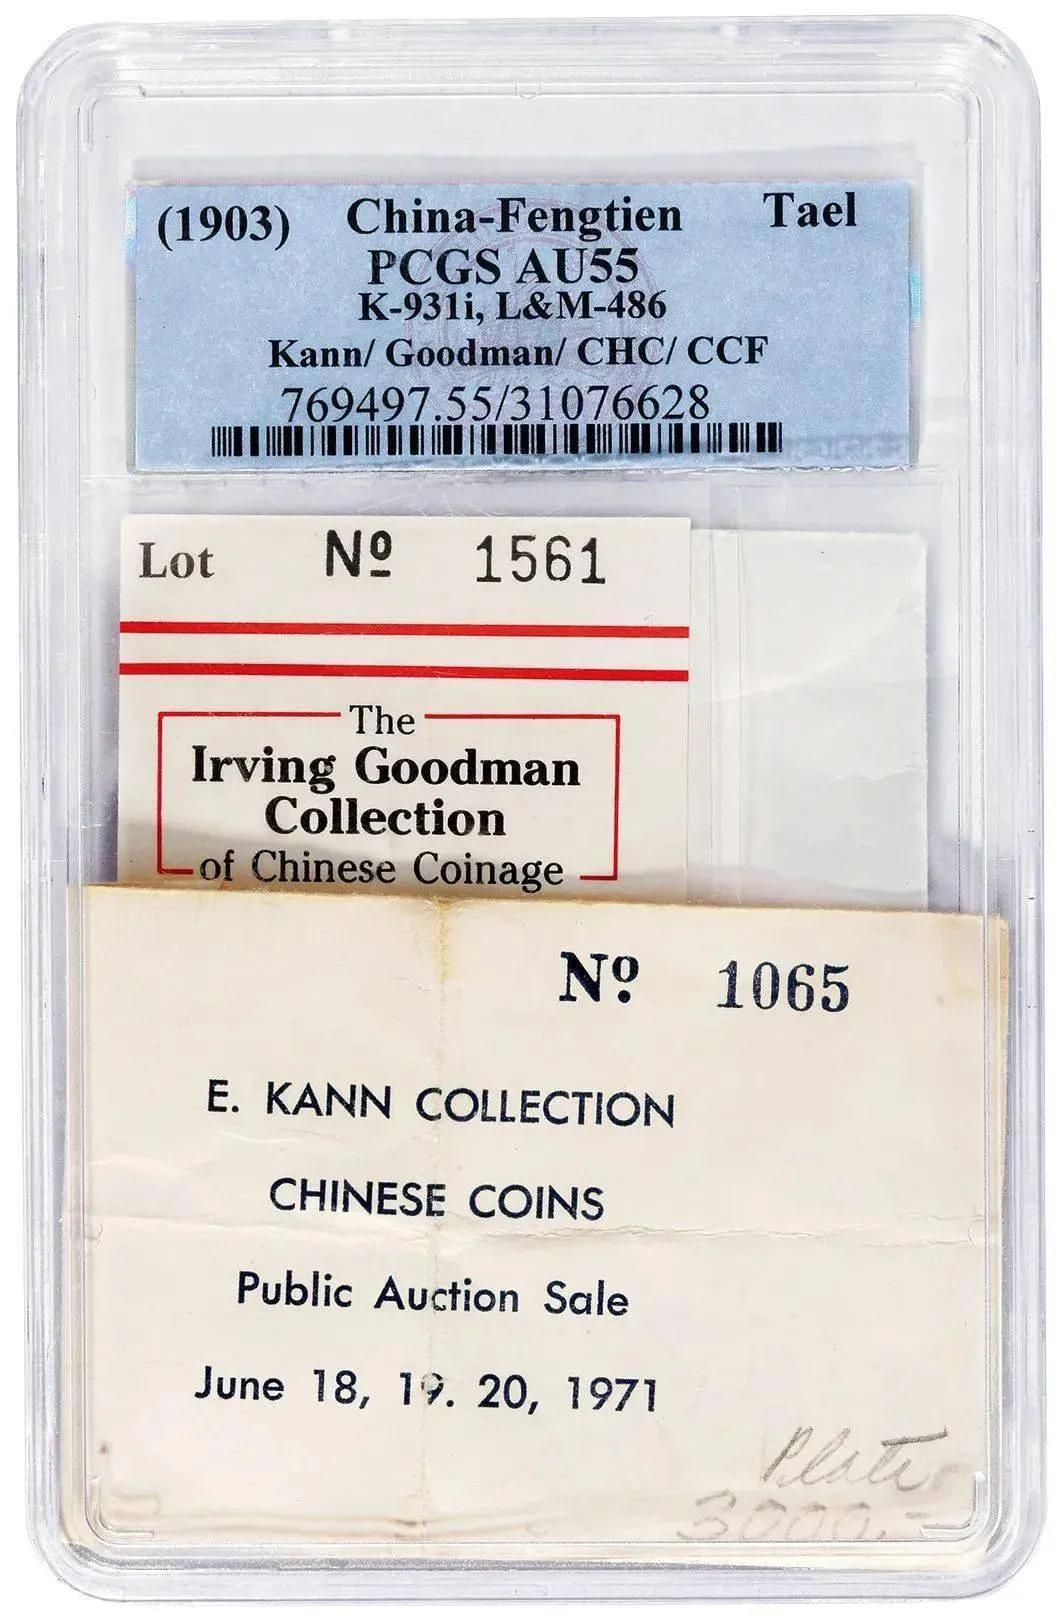 (1903) China-Fengtien Tael
PCGS AU55
K-931i, L&M-486
Kann/ Goodman/ CHC/ CCF
769497.55/31076628
Lot Nº 1561
The
Irving Goodman
Collection
of Chinese Coinage
Nº 1065
E. KANN COLLECTION
CHINESE COINS
Public Auction Sale
June 18, 19. 20, 1971
Plate
3000.-